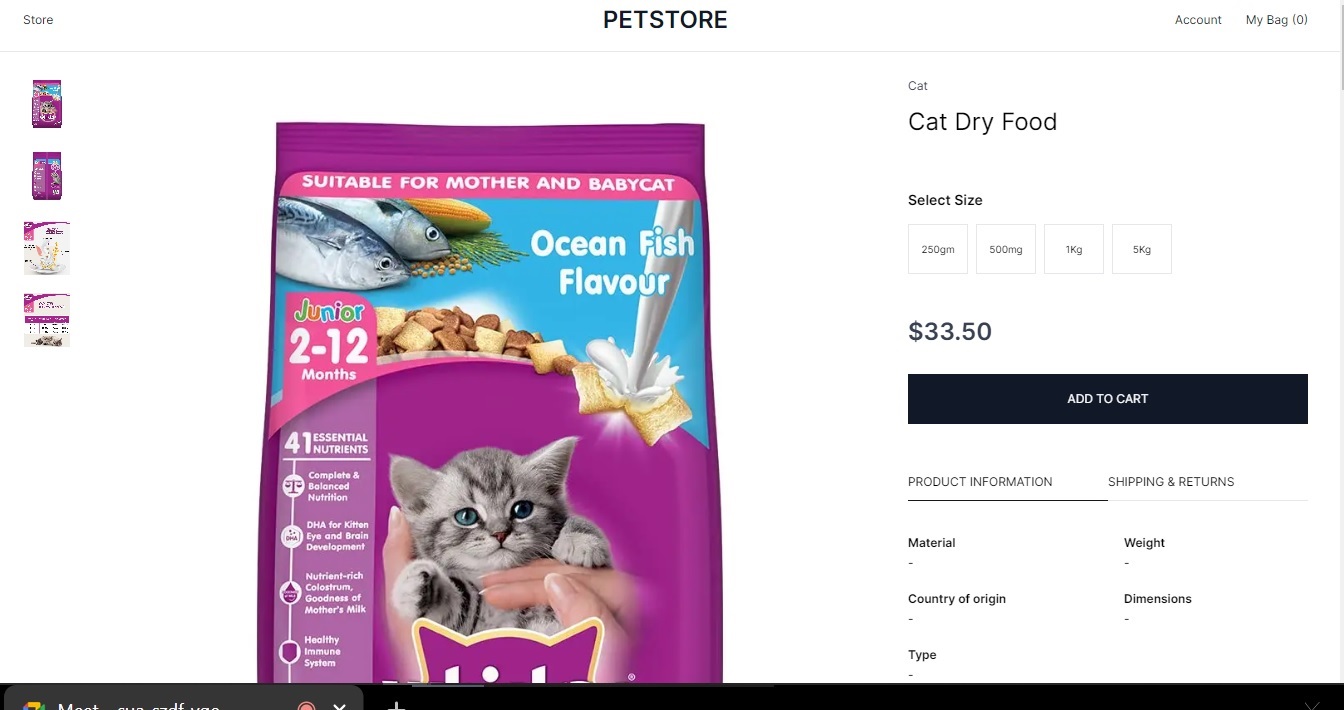 Store
PETSTORE
Account
My Bag (0)
SUITABLE FOR MOTHER AND BABYCAT
Ocean Fish
Flavour
Junior
2-12
Months
41 ESSENTIAL
NUTRIENTS
Complete &
Balanced
Nutrition
DHA
DHA for Kitten
Eye and Brain
Development
Nutrient-rich
Colostrum,
Goodness of
Mother's Milk
Healthy
Immune
System
®
Cat
Cat Dry Food
Select Size
250gm
500mg
1Kg
5Kg
$33.50
ADD TO CART
PRODUCT INFORMATION
SHIPPING & RETURNS
Material
-
Weight
-
Country of origin
-
Dimensions
-
Type
-